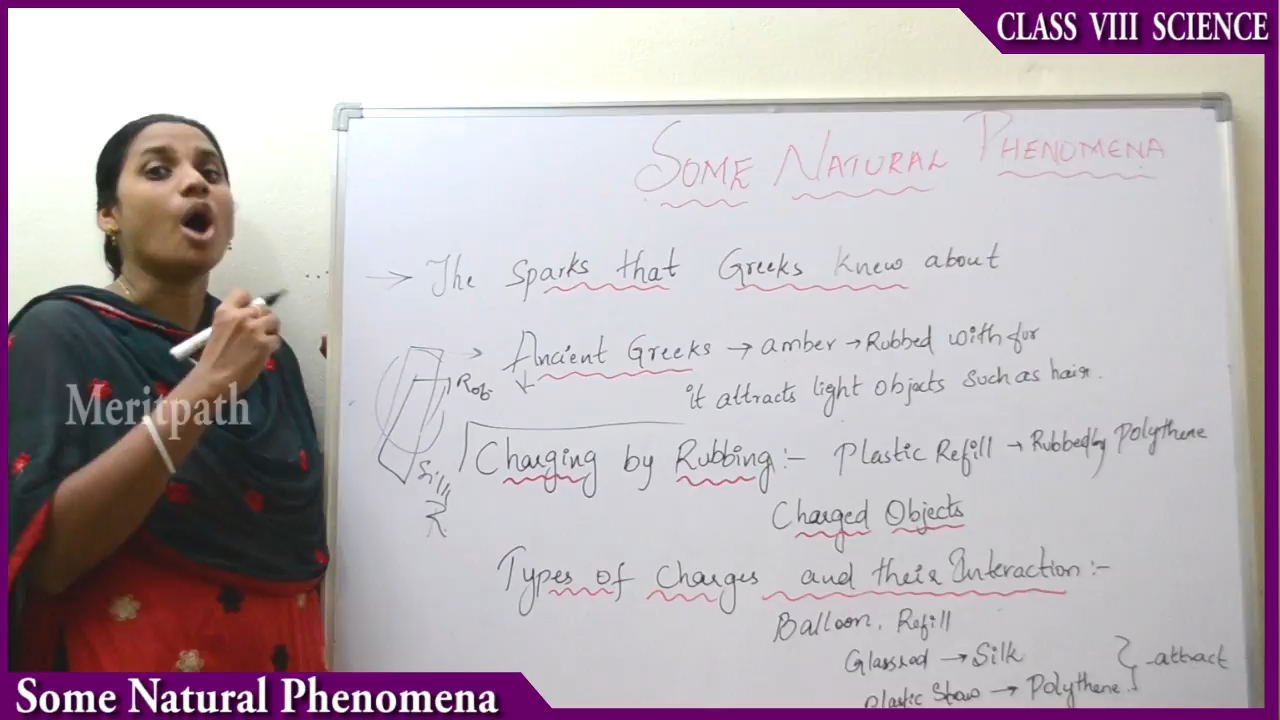 CLASS VIII SCIENCE
SOME NATURAL PHENOMENA
→ The Sparks that Greeks knew about
Ancient Greeks → amber → Rubbed with fur
it attracts light objects such as hair.
Rod
Silk
Charging by Rubbing:- Plastic Refill → Rubbed by polythene
Charged Objects
Types of Charges and their Interaction:-
Balloon, Refill
Glassrod → Silk
Plastic Straw → Polythene. } - attract
Meritpath
Some Natural Phenomena